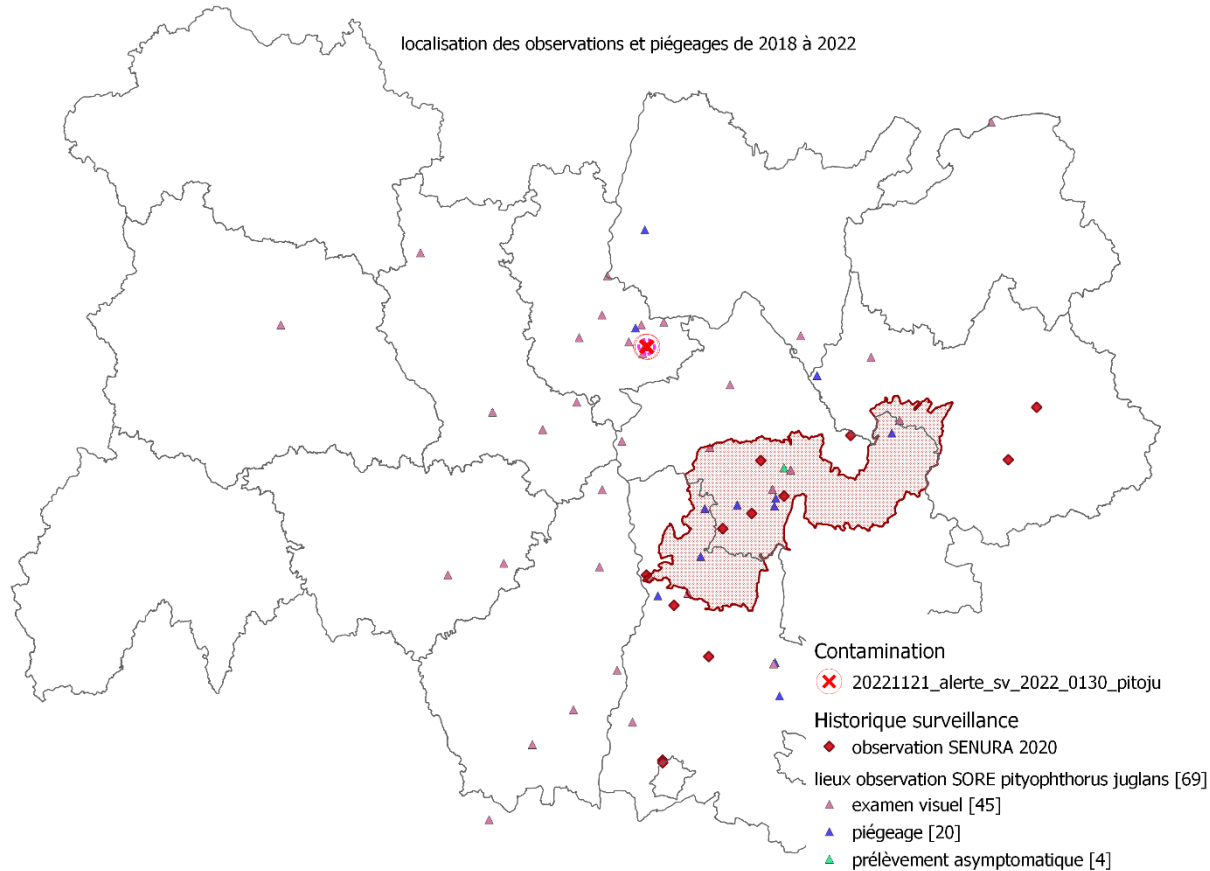 localisation des observations et piégeages de 2018 à 2022
Contamination
20221121_alerte_sv_2022_0130_pitoju
Historique surveillance
observation SENURA 2020
lieux observation SORE pityophthorus juglans [69]
examen visuel [45]
piégeage [20]
prélèvement asymptomatique [4]